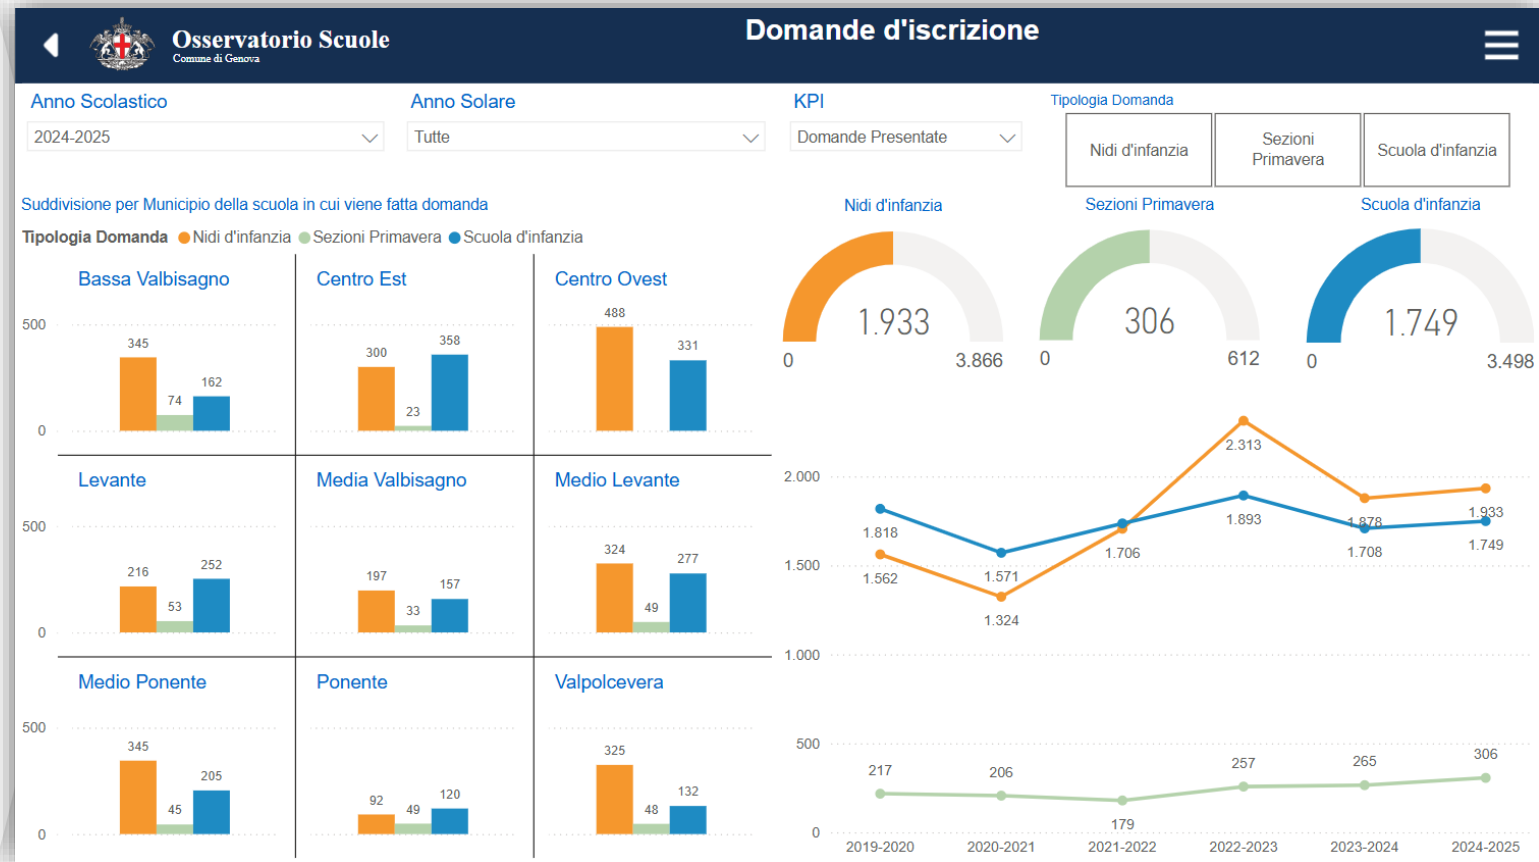 Osservatorio Scuole
Comune di Genova
Domande d'iscrizione
Anno Scolastico
2024-2025
Anno Solare
Tutte
KPI
Domande Presentate
Tipologia Domanda
Nidi d'infanzia
Sezioni
Primavera
Scuola d'infanzia
Suddivisione per Municipio della scuola in cui viene fatta domanda
Tipologia Domanda Nidi d'infanzia Sezioni Primavera Scuola d'infanzia
Bassa Valbisagno
500
345
74
162
0
Centro Est
300
23
358
Centro Ovest
488
331
Levante
500
216
53
252
0
Media Valbisagno
197
33
157
Medio Levante
324
49
277
Medio Ponente
500
345
45
205
0
Ponente
92
49
120
Valpolcevera
325
48
132
Nidi d'infanzia
1.933
0
3.866
Sezioni Primavera
306
0
612
Scuola d'infanzia
1.749
0
3.498
2.000
1.500
1.000
500
0
1.818
1.562
1.571
1.324
1.706
2.313
1.893
1.878
1.708
1.933
1.749
217
206
179
257
265
306
2019-2020
2020-2021
2021-2022
2022-2023
2023-2024
2024-2025